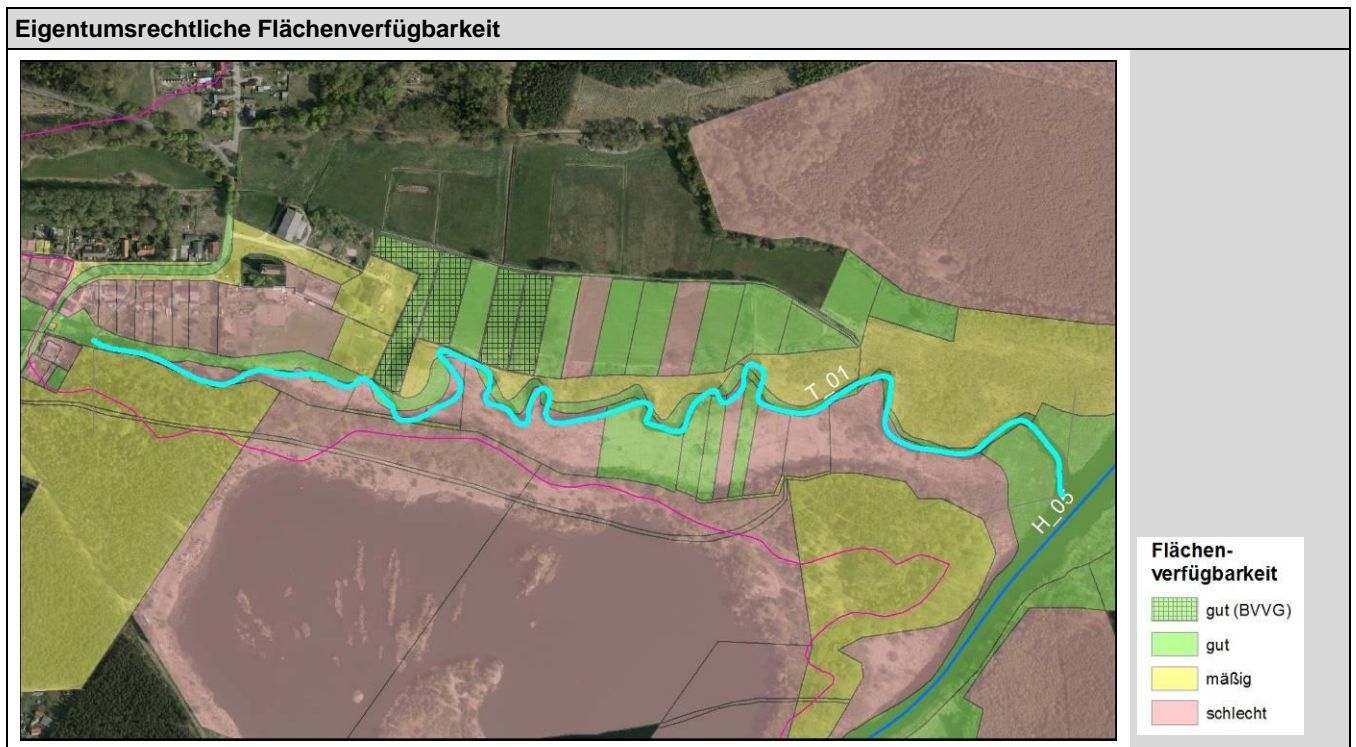 Eigentumsrechtliche Flächenverfügbarkeit
T_01
H_05
Flächen-
verfügbarkeit
gut (BVVG)
gut
mäßig
schlecht